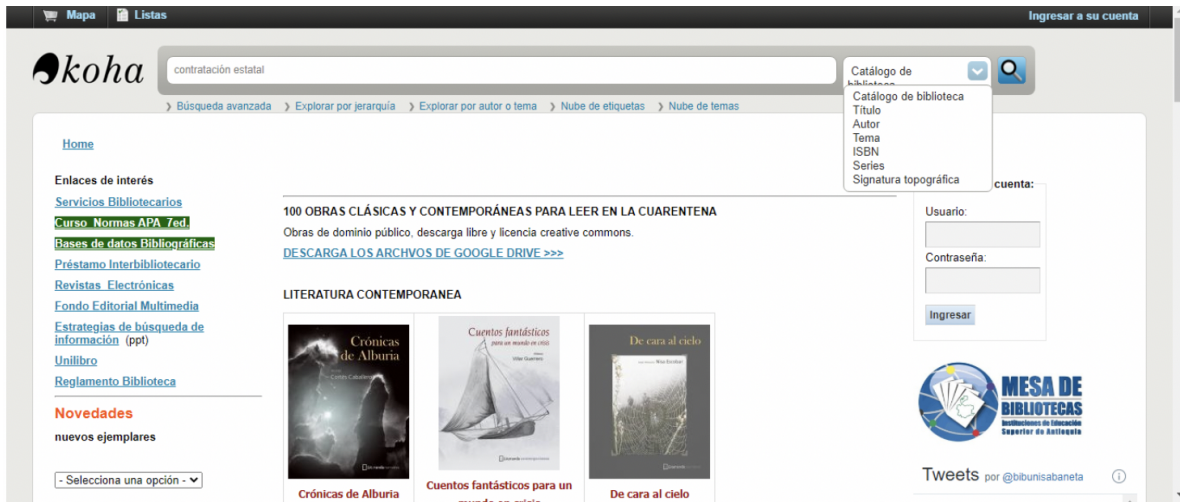 Mapa
Listas
Ingresar a su cuenta
koha
contratación estatal
Catálogo de
Catálogo de biblioteca
Título
Autor
Tema
ISBN
Series
Signatura topográfica
Búsqueda avanzada
Explorar por jerarquía
Explorar por autor o tema
Nube de etiquetas
Nube de temas
Home
Enlaces de interés
Servicios Bibliotecarios
Curso Normas APA 7ed.
Bases de datos Bibliográficas
Préstamo Interbibliotecario
Revistas Electrónicas
Fondo Editorial Multimedia
Estrategias de búsqueda de
información (ppt)
Unilibro
Reglamento Biblioteca
Novedades
nuevos ejemplares
- Selecciona una opción -
100 OBRAS CLÁSICAS Y CONTEMPORÁNEAS PARA LEER EN LA CUARENTENA
Obras de dominio público, descarga libre y licencia creative commons.
DESCARGA LOS ARCHVOS DE GOOGLE DRIVE >>>
LITERATURA CONTEMPORANEA
Crónicas
de Alburia
Cuentos fantásticos
para un mundo en crisis
De cara al cielo
Crónicas de Alburia
Cuentos fantásticos para un
mundo en crisis
De cara al cielo
cuenta:
Usuario:
Contraseña:
Ingresar
MESA DE
BIBLIOTECAS
Instituciones de Educación
Superior de Antioquia
Tweets por @bibunisabaneta